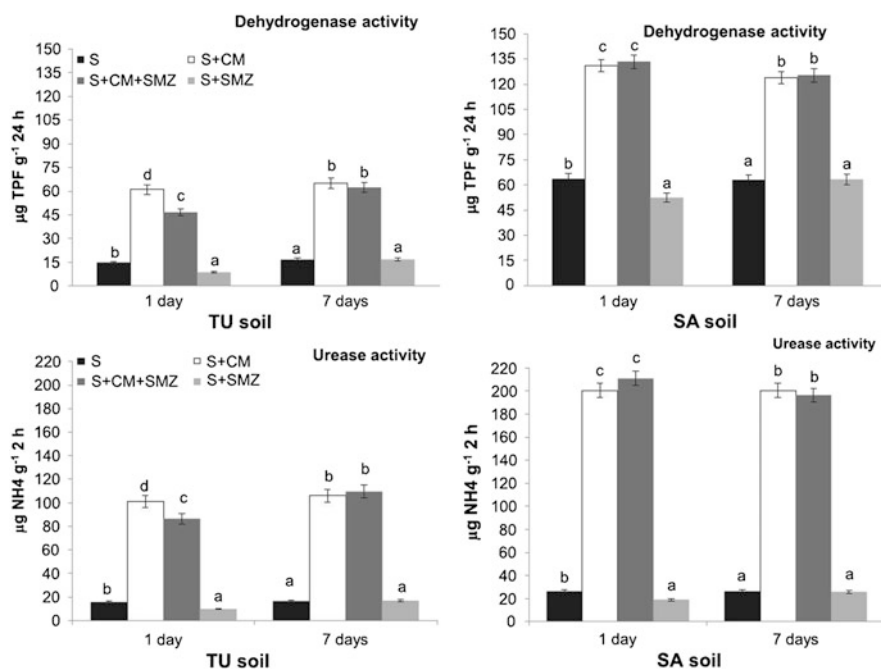 Dehydrogenase activity
150
135
120
105
90
75
60
45
30
15
0
µg TPF g⁻¹ 24 h
S
S+CM
S+CM+SMZ
S+SMZ
b
d
c
a
a
b
b
a
1 day
7 days
TU soil
Dehydrogenase activity
150
135
120
105
90
75
60
45
30
15
0
µg TPF g⁻¹ 24 h
b
c
c
a
a
b
b
a
1 day
7 days
SA soil
Urease activity
220
200
180
160
140
120
100
80
60
40
20
0
µg NH4 g⁻¹ 2 h
S
S+CM
S+CM+SMZ
S+SMZ
b
d
c
a
a
b
b
a
1 day
7 days
TU soil
Urease activity
220
200
180
160
140
120
100
80
60
40
20
0
µg NH4 g⁻¹ 2 h
b
c
c
a
a
b
b
a
1 day
7 days
SA soil